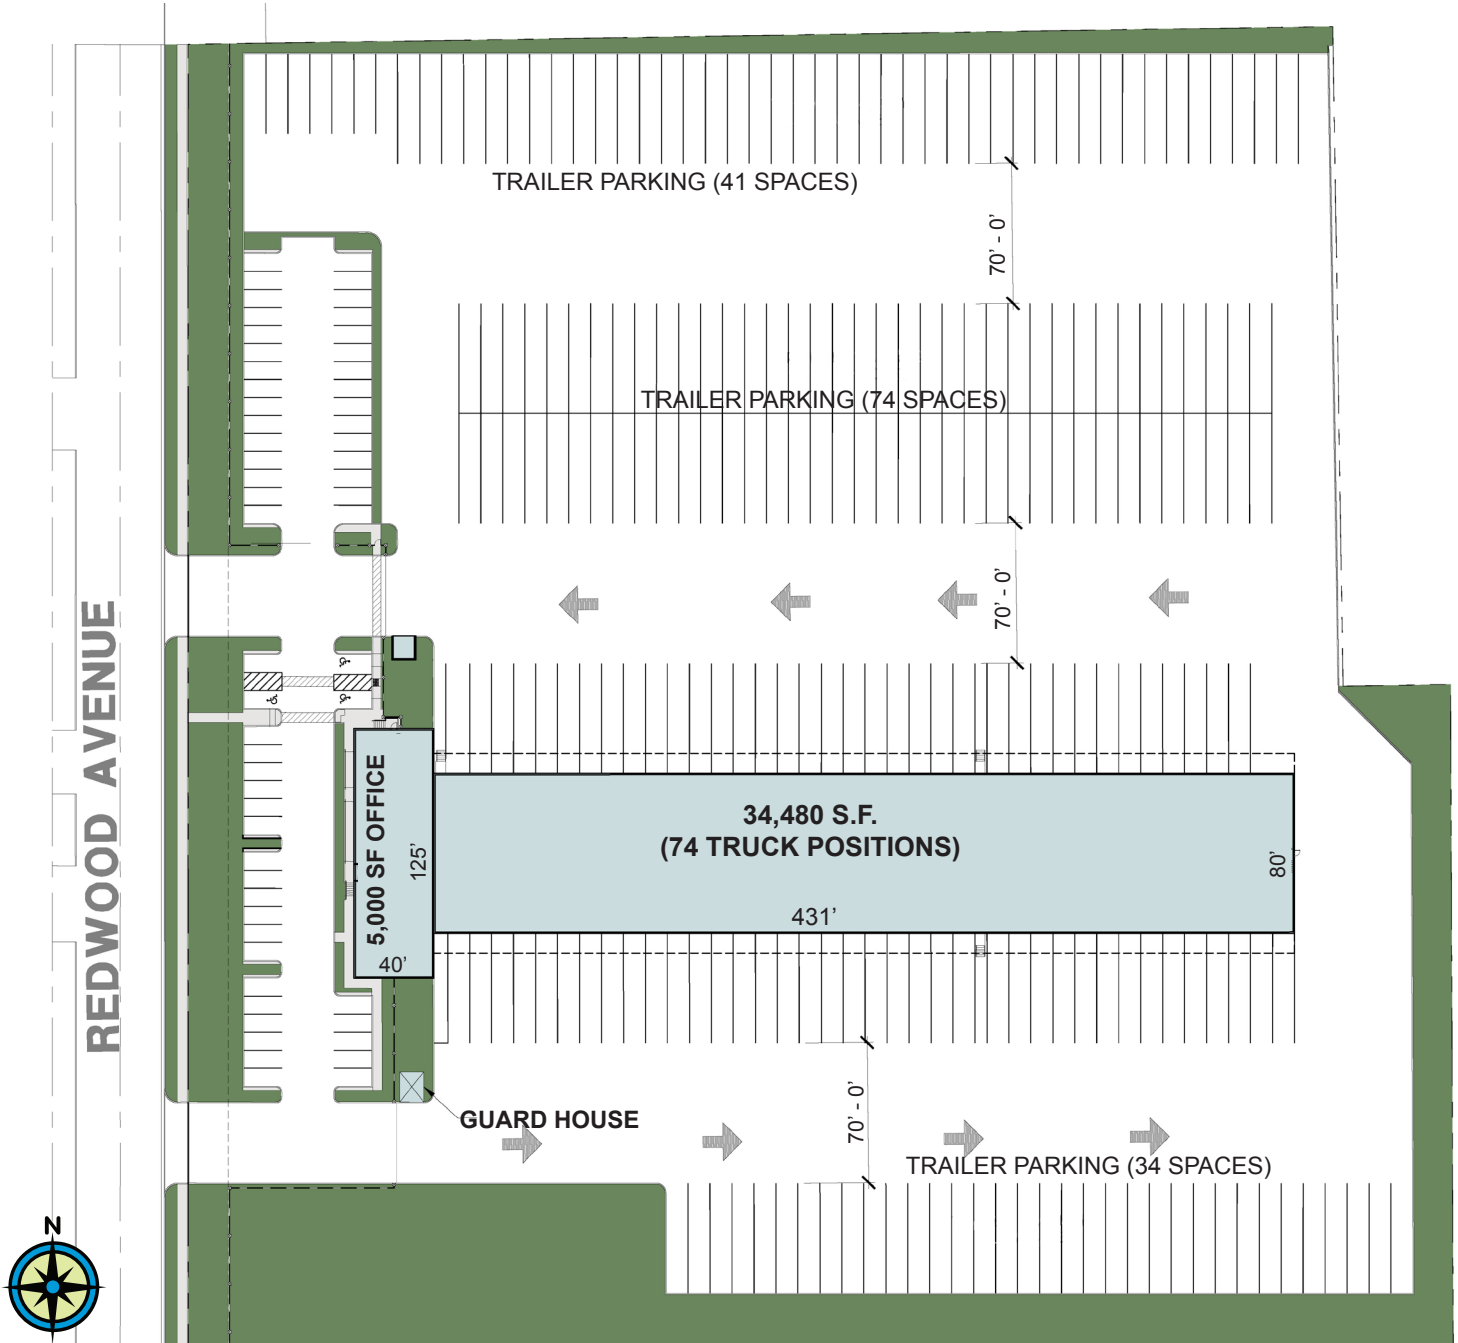 TRAILER PARKING (41 SPACES)
70' - 0'
TRAILER PARKING (74 SPACES)
70' - 0'
REDWOOD AVENUE
5,000 SF OFFICE
125'
40'
34,480 S.F.
(74 TRUCK POSITIONS)
431'
80'
GUARD HOUSE
70' - 0'
TRAILER PARKING (34 SPACES)
N